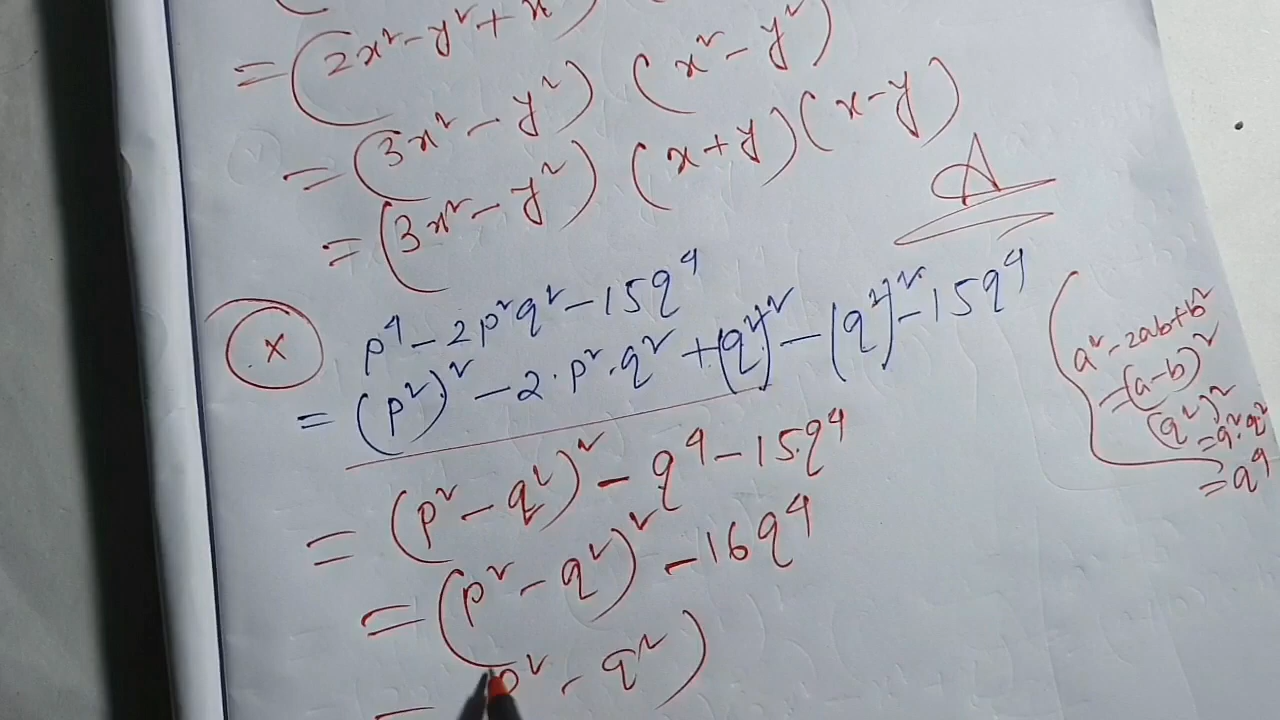 = (2x² - y² + x
= (3x² - y²) (x² - y²)
= (3x² - y²) (x+y)(x-y)
A
x p⁴ - 2p²q² - 15q⁴
= (p²)² - 2·p²·q² + (q²)² - (q²)² - 15q⁴
= (p² - q²)² - q⁴ - 15q⁴
= (p² - q²)² - 16q⁴
= p² - q²)
a² - 2ab + b²
= (a-b)²
(q²)²
= q²·q²
= q⁴